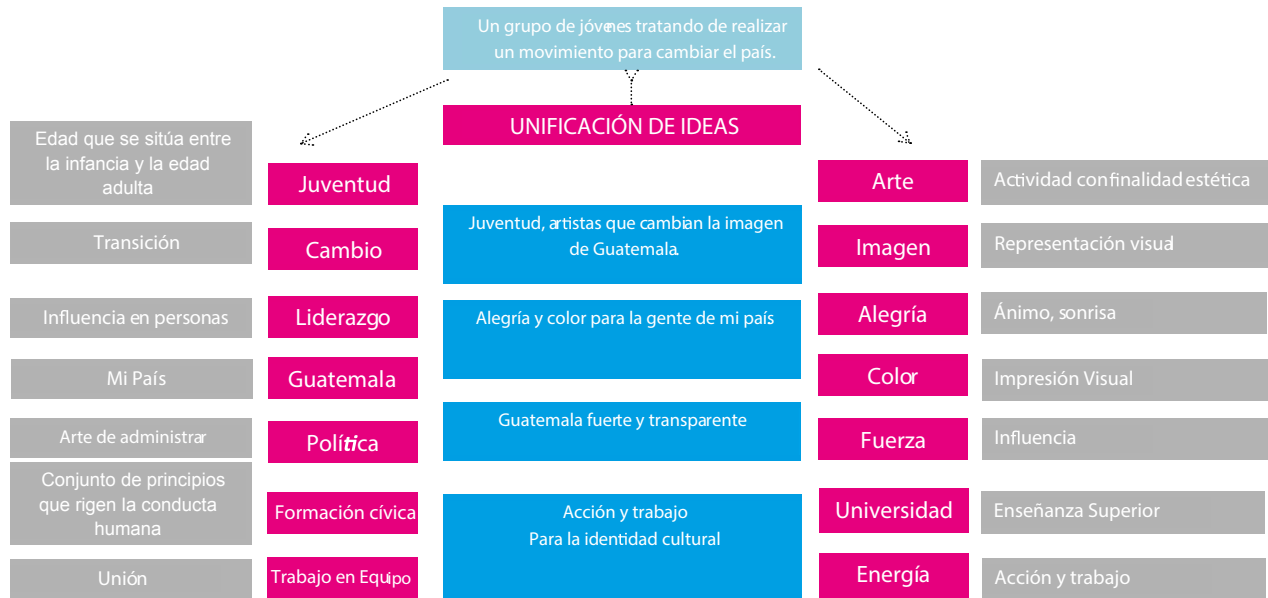 Un grupo de jóvenes tratando de realizar
un movimiento para cambiar el país.
UNIFICACIÓN DE IDEAS
Edad que se sitúa entre
la infancia y la edad
adulta
Juventud
Transición
Cambio
Influencia en personas
Liderazgo
Mi País
Guatemala
Arte de administrar
Política
Conjunto de principios
que rigen la conducta
humana
Formación cívica
Unión
Trabajo en Equipo
Juventud, artistas que cambian la imagen
de Guatemala.
Alegría y color para la gente de mi país
Guatemala fuerte y transparente
Acción y trabajo
Para la identidad cultural
Arte
Actividad con finalidad estética
Imagen
Representación visual
Alegría
Ánimo, sonrisa
Color
Impresión Visual
Fuerza
Influencia
Universidad
Enseñanza Superior
Energía
Acción y trabajo